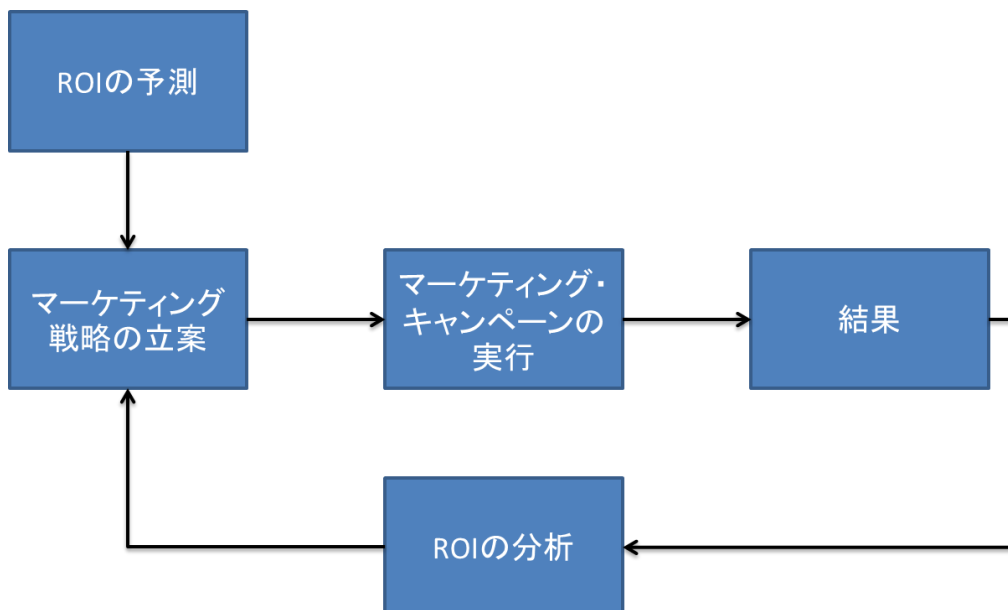 ROIの予測
マーケティング
戦略の立案
マーケティング・
キャンペーンの
実行
結果
ROIの分析